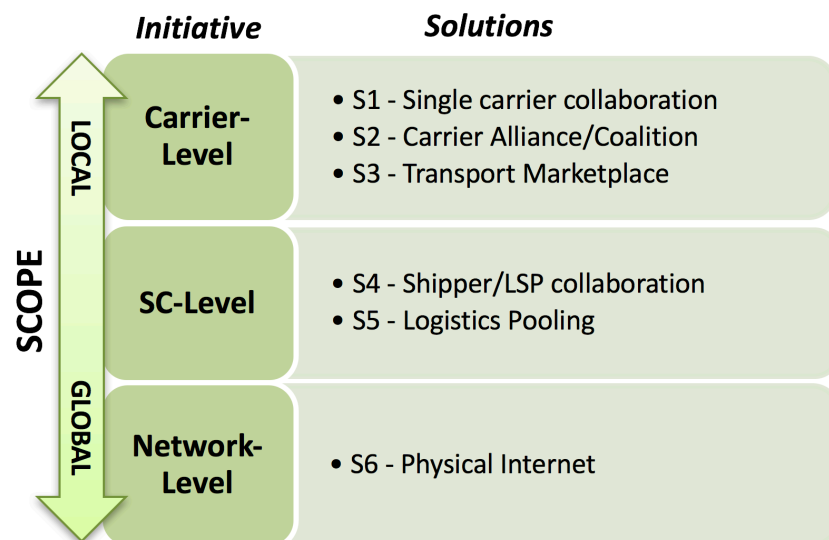 Initiative
Solutions
SCOPE
LOCAL
GLOBAL
Carrier-
Level
• S1 - Single carrier collaboration
• S2 - Carrier Alliance/Coalition
• S3 - Transport Marketplace
SC-Level
• S4 - Shipper/LSP collaboration
• S5 - Logistics Pooling
Network-
Level
• S6 - Physical Internet